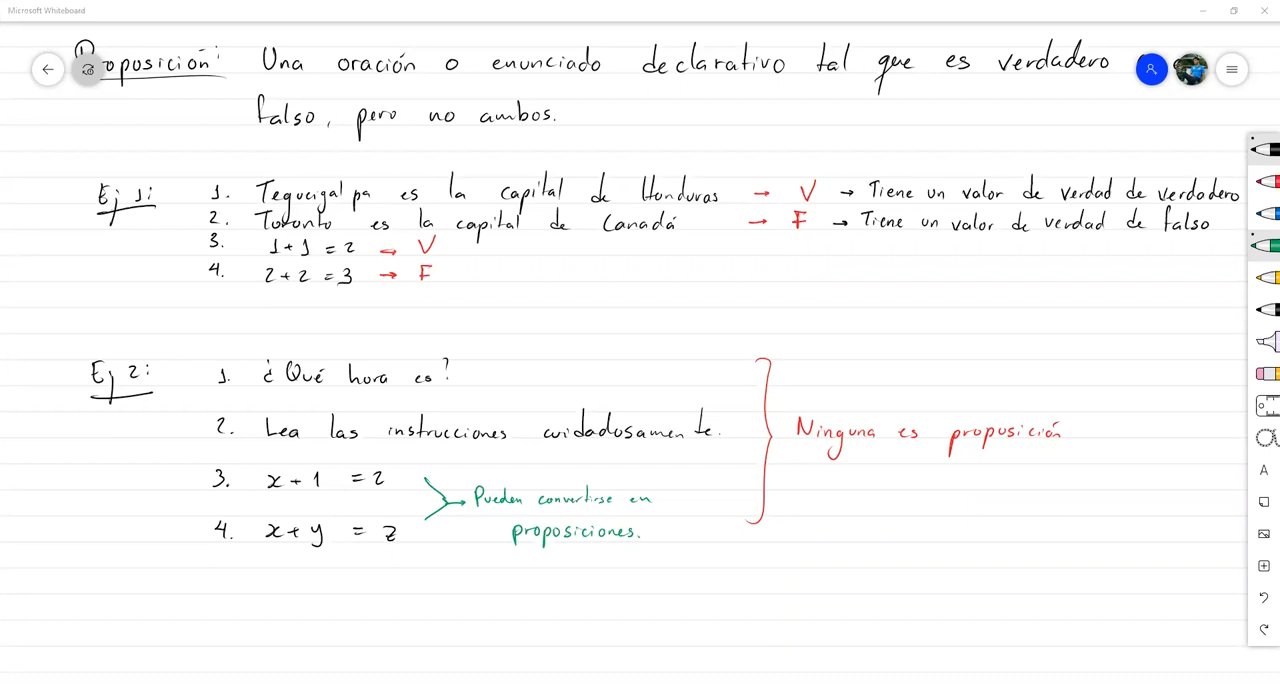 Microsoft Whiteboard
Proposición: Una oración o enunciado declarativo tal que es verdadero
falso, pero no ambos.
Ej 1: 1. Tegucigalpa es la capital de Honduras → V → Tiene un valor de verdad de verdadero
2. Toronto es la capital de Canadá → F → Tiene un valor de verdad de falso
3. 1 + 1 = 2 → V
4. 2 + 2 = 3 → F
Ej 2: 1. ¿Qué hora es?
2. Lea las instrucciones cuidadosamente.
Ninguna es proposición
3. x + 1 = 2
Pueden convertirse en
proposiciones.
4. x + y = z
A